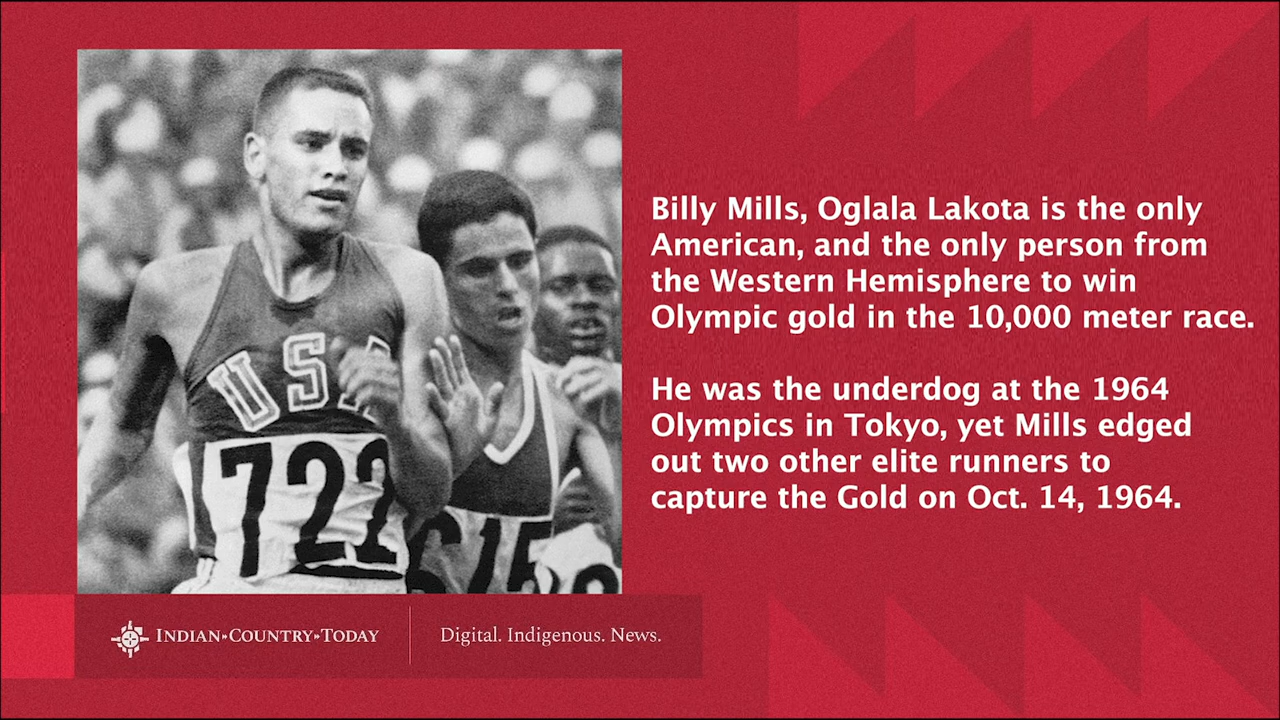 Billy Mills, Oglala Lakota is the only
American, and the only person from
the Western Hemisphere to win
Olympic gold in the 10,000 meter race.
He was the underdog at the 1964
Olympics in Tokyo, yet Mills edged
out two other elite runners to
capture the Gold on Oct. 14, 1964.
USA
722
615
INDIAN»COUNTRY»TODAY
Digital. Indigenous. News.